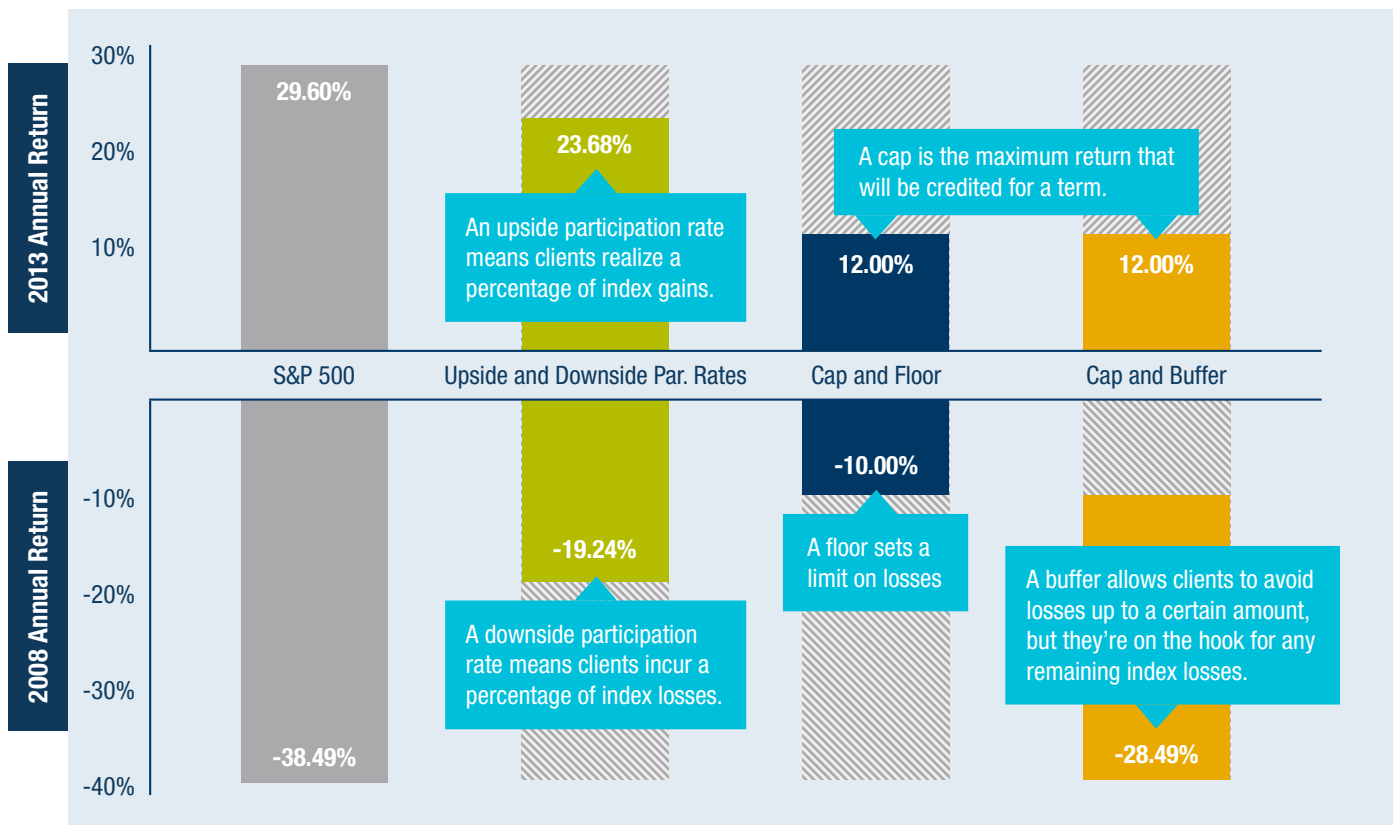 2013 Annual Return
30%
20%
10%
29.60%
23.68%
An upside participation rate
means clients realize a
percentage of index gains.
A cap is the maximum return that
will be credited for a term.
12.00%
12.00%
S&P 500
Upside and Downside Par. Rates
Cap and Floor
Cap and Buffer
2008 Annual Return
-10%
-20%
-30%
-40%
-38.49%
-19.24%
A downside participation
rate means clients incur a
percentage of index losses.
-10.00%
A floor sets a
limit on losses
A buffer allows clients to avoid
losses up to a certain amount,
but they’re on the hook for any
remaining index losses.
-28.49%